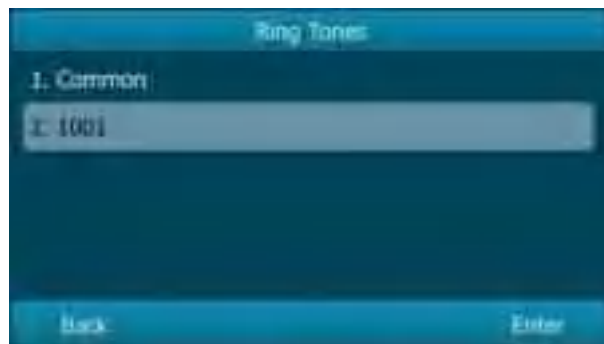 Ring Tones
1. Common
2. 1001
Back
Enter